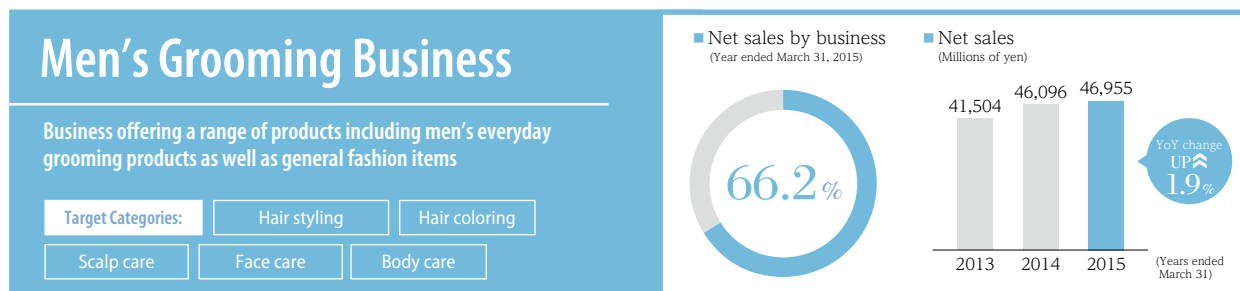 Men’s Grooming Business
Business offering a range of products including men’s everyday
grooming products as well as general fashion items
Target Categories:
Hair styling
Hair coloring
Scalp care
Face care
Body care
Net sales by business
(Year ended March 31, 2015)
66.2%
Net sales
(Millions of yen)
41,504
46,096
46,955
2013
2014
2015
(Years ended
March 31)
YoY change
UP
1.9%